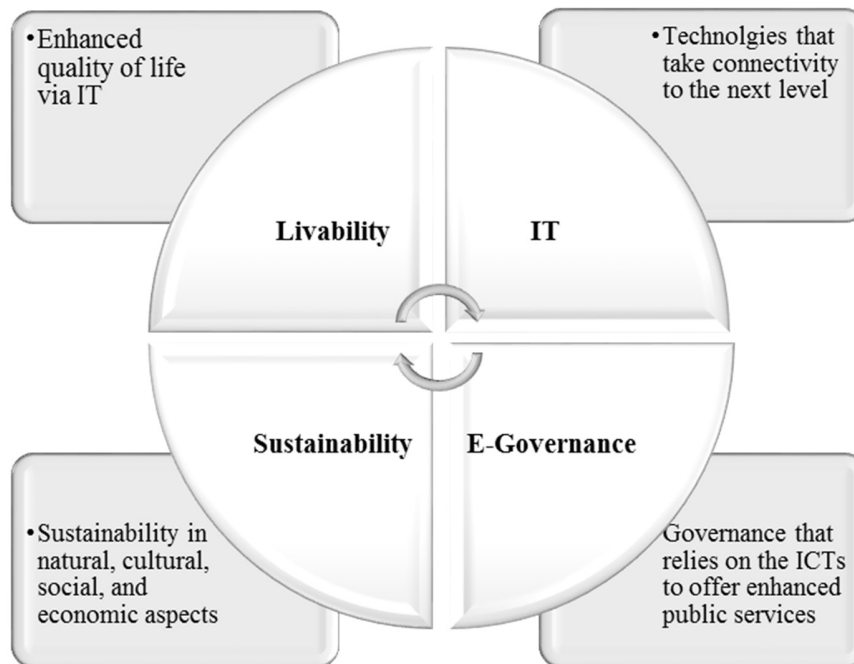 •Enhanced
quality of life
via IT
•Technolgies that
take connectivity
to the next level
Livability
IT
Sustainability
E-Governance
•Sustainability in
natural, cultural,
social, and
economic aspects
Governance that
relies on the ICTs
to offer enhanced
public services